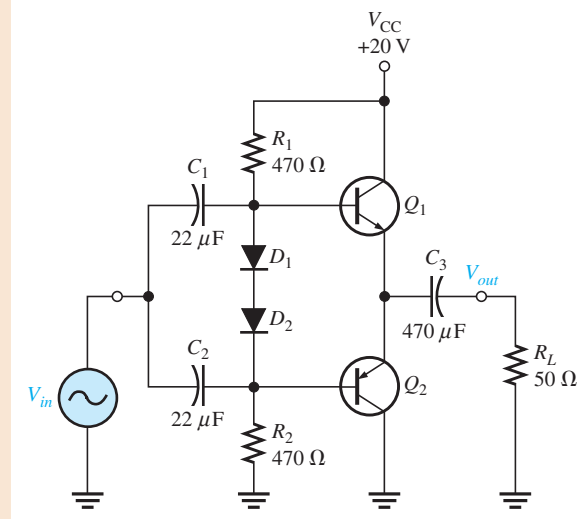 V_CC
+20 V
R_1
470 Ω
C_1
22 μF
Q_1
D_1
C_3
V_out
470 μF
D_2
R_L
50 Ω
C_2
22 μF
Q_2
V_in
R_2
470 Ω